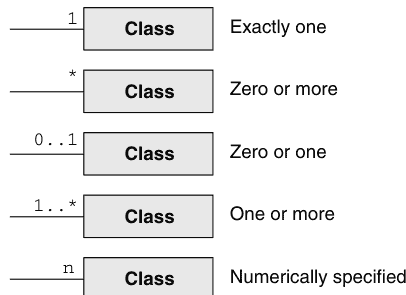 1 Class Exactly one
* Class Zero or more
0..1 Class Zero or one
1..* Class One or more
n Class Numerically specified